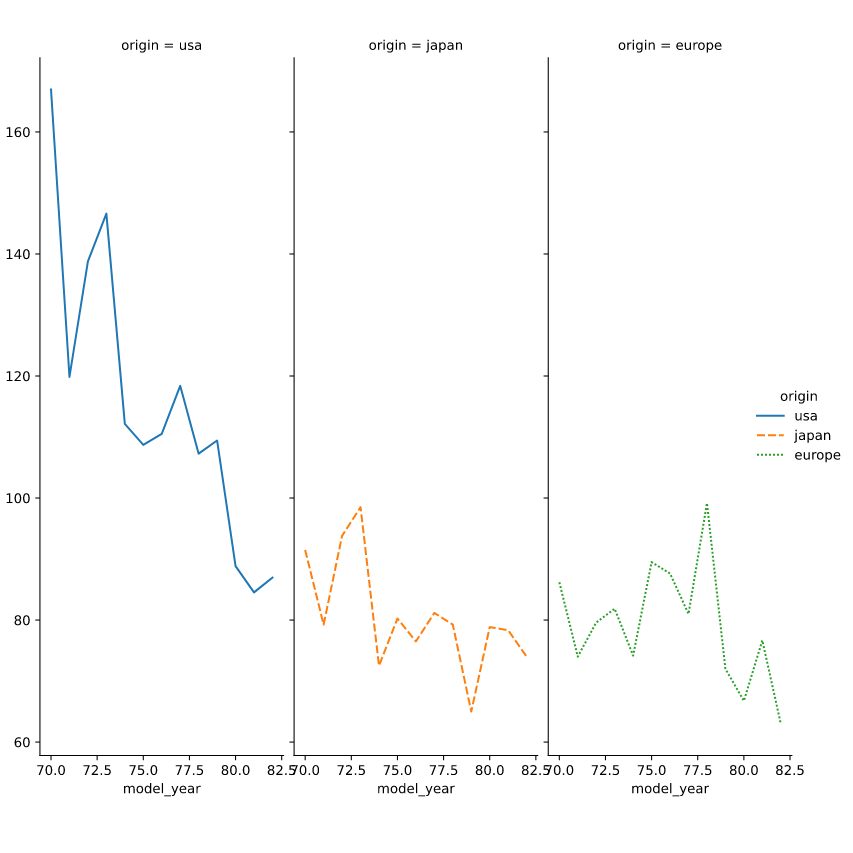 origin = usa
origin = japan
origin = europe
160
140
120
100
80
60
70.0 72.5 75.0 77.5 80.0 82.5
70.0 72.5 75.0 77.5 80.0 82.5
70.0 72.5 75.0 77.5 80.0 82.5
model_year
model_year
model_year
origin
usa
japan
europe